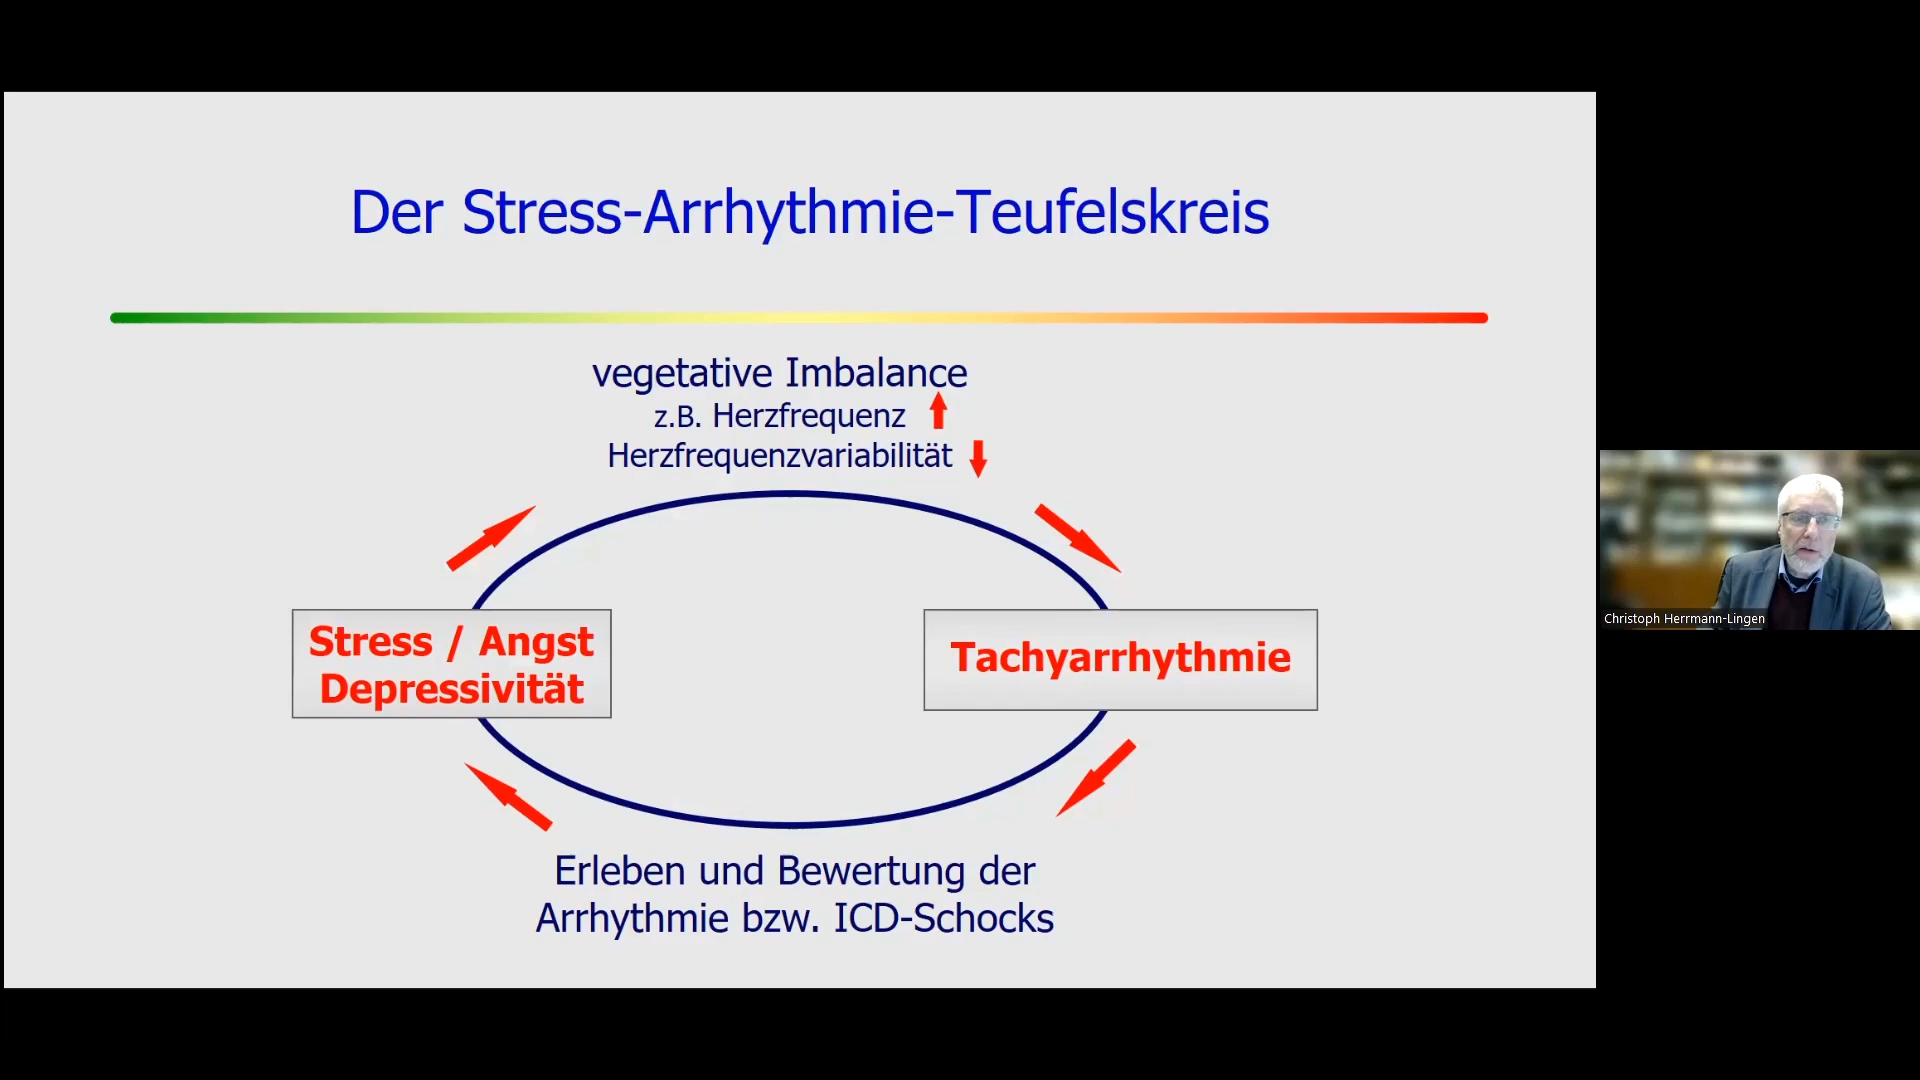 Der Stress-Arrhythmie-Teufelskreis
vegetative Imbalance
z.B. Herzfrequenz
Herzfrequenzvariabilität
Stress / Angst
Depressivität
Tachyarrhythmie
Erleben und Bewertung der
Arrhythmie bzw. ICD-Schocks
Christoph Herrmann-Lingen